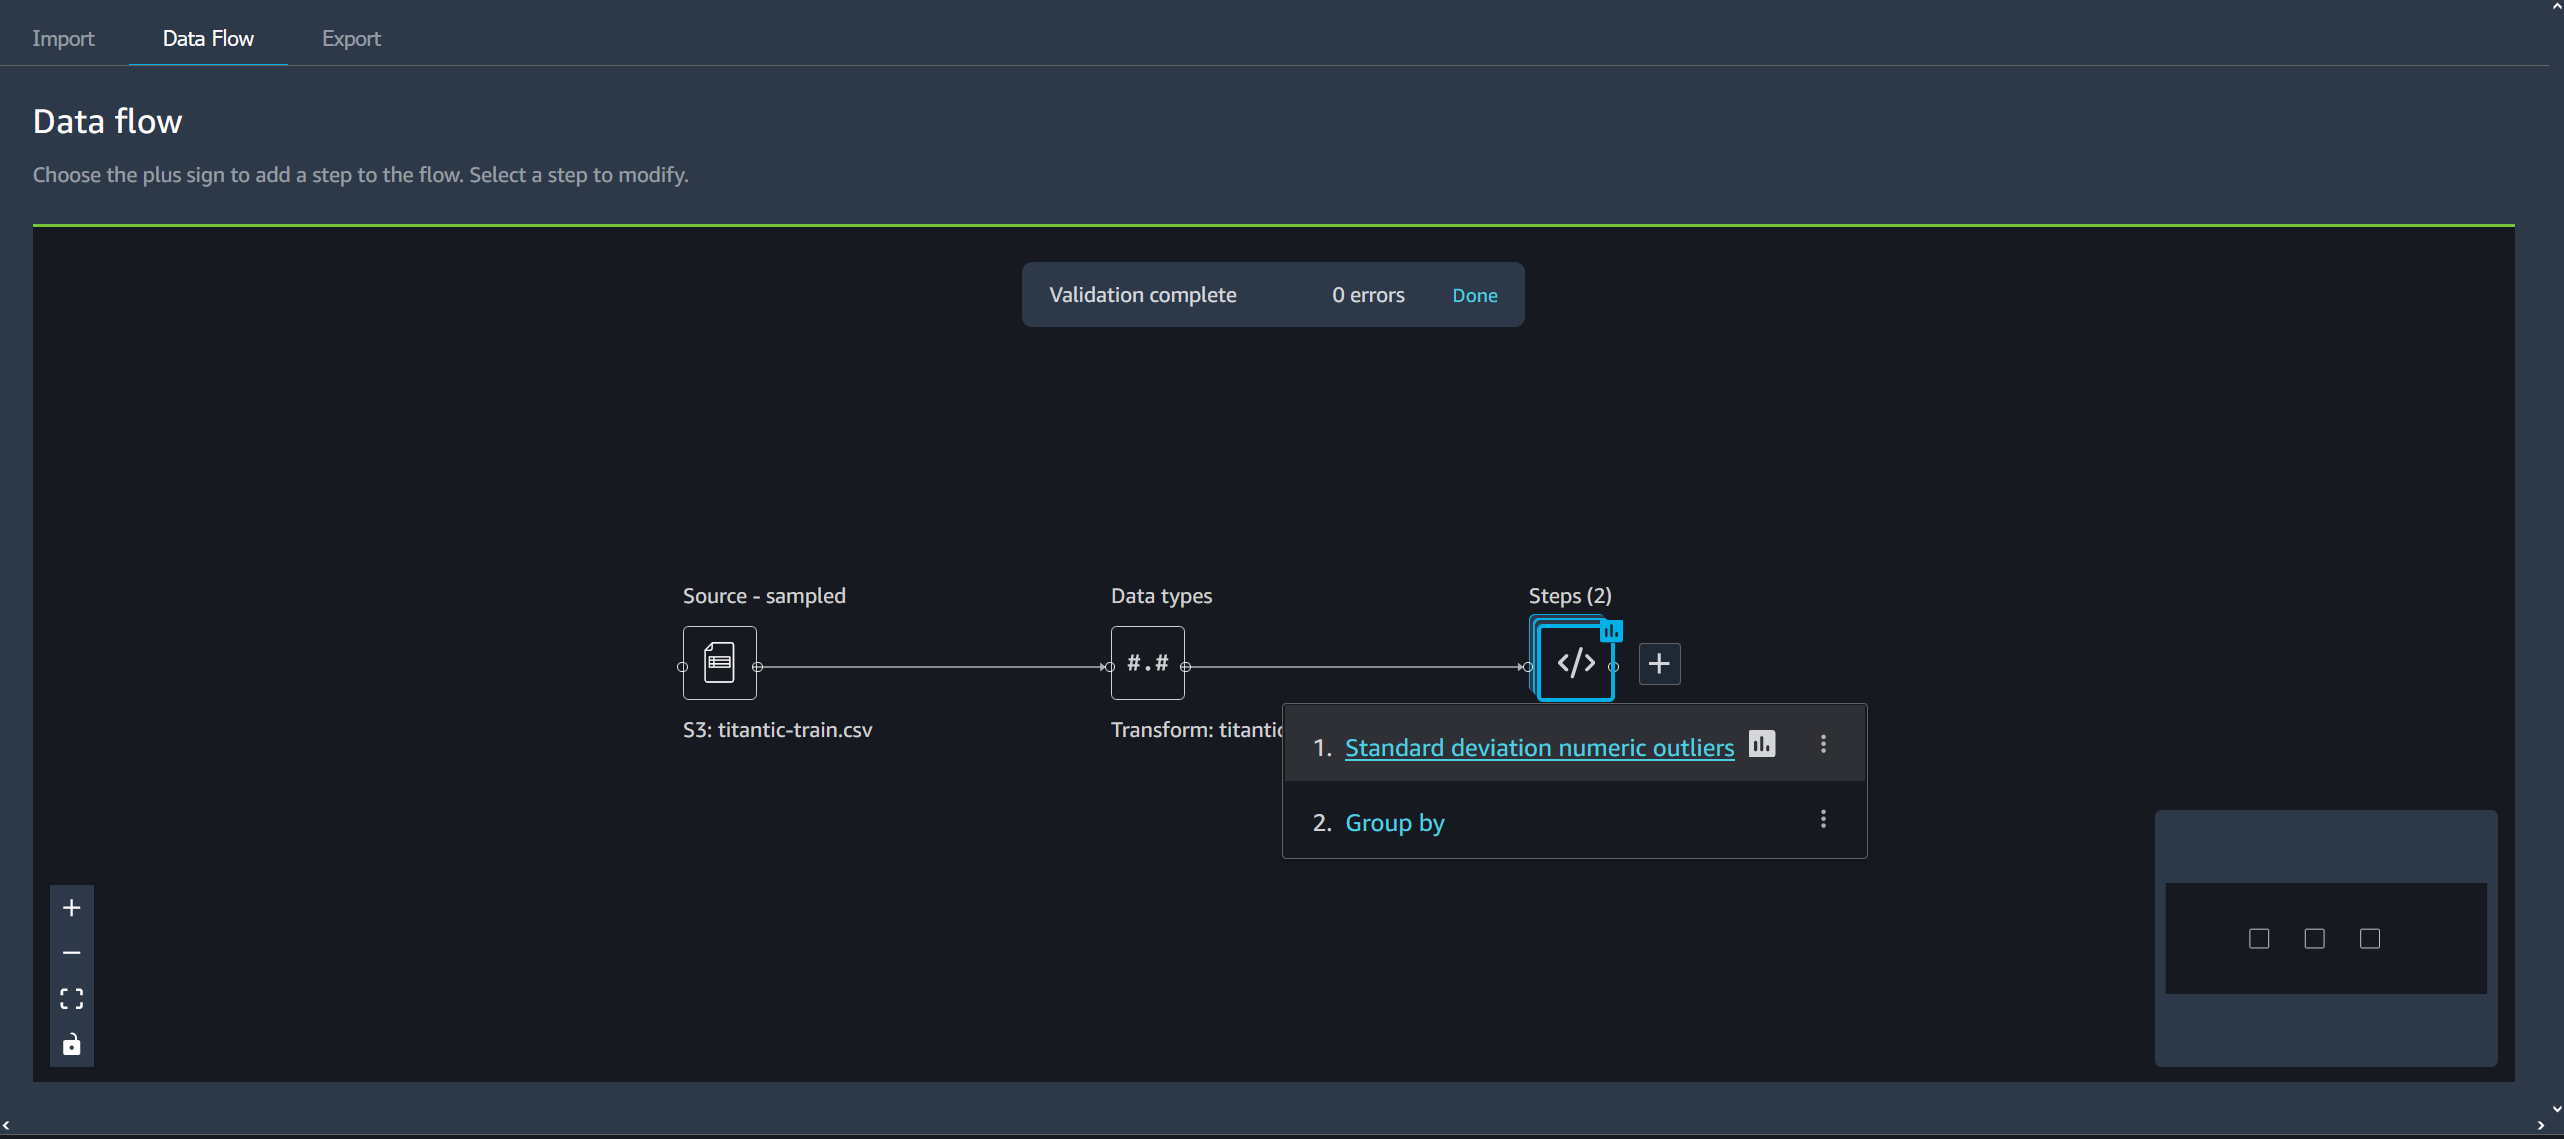 Import Data Flow Export
Data flow
Choose the plus sign to add a step to the flow. Select a step to modify.
Validation complete 0 errors Done
Source - sampled Data types Steps (2)
#.# </>
S3: titantic-train.csv Transform: titantic
1. Standard deviation numeric outliers
2. Group by